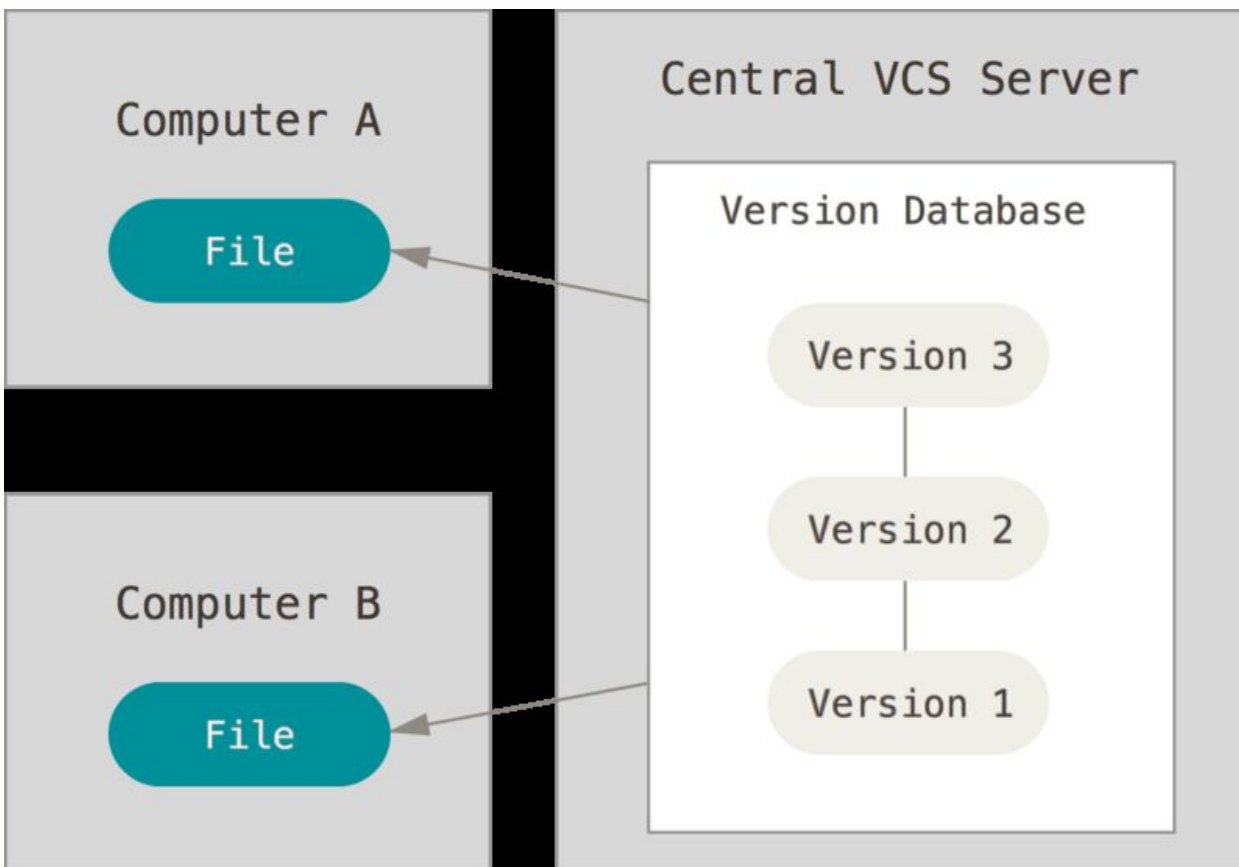 Computer A
File
Computer B
File
Central VCS Server
Version Database
Version 3
Version 2
Version 1